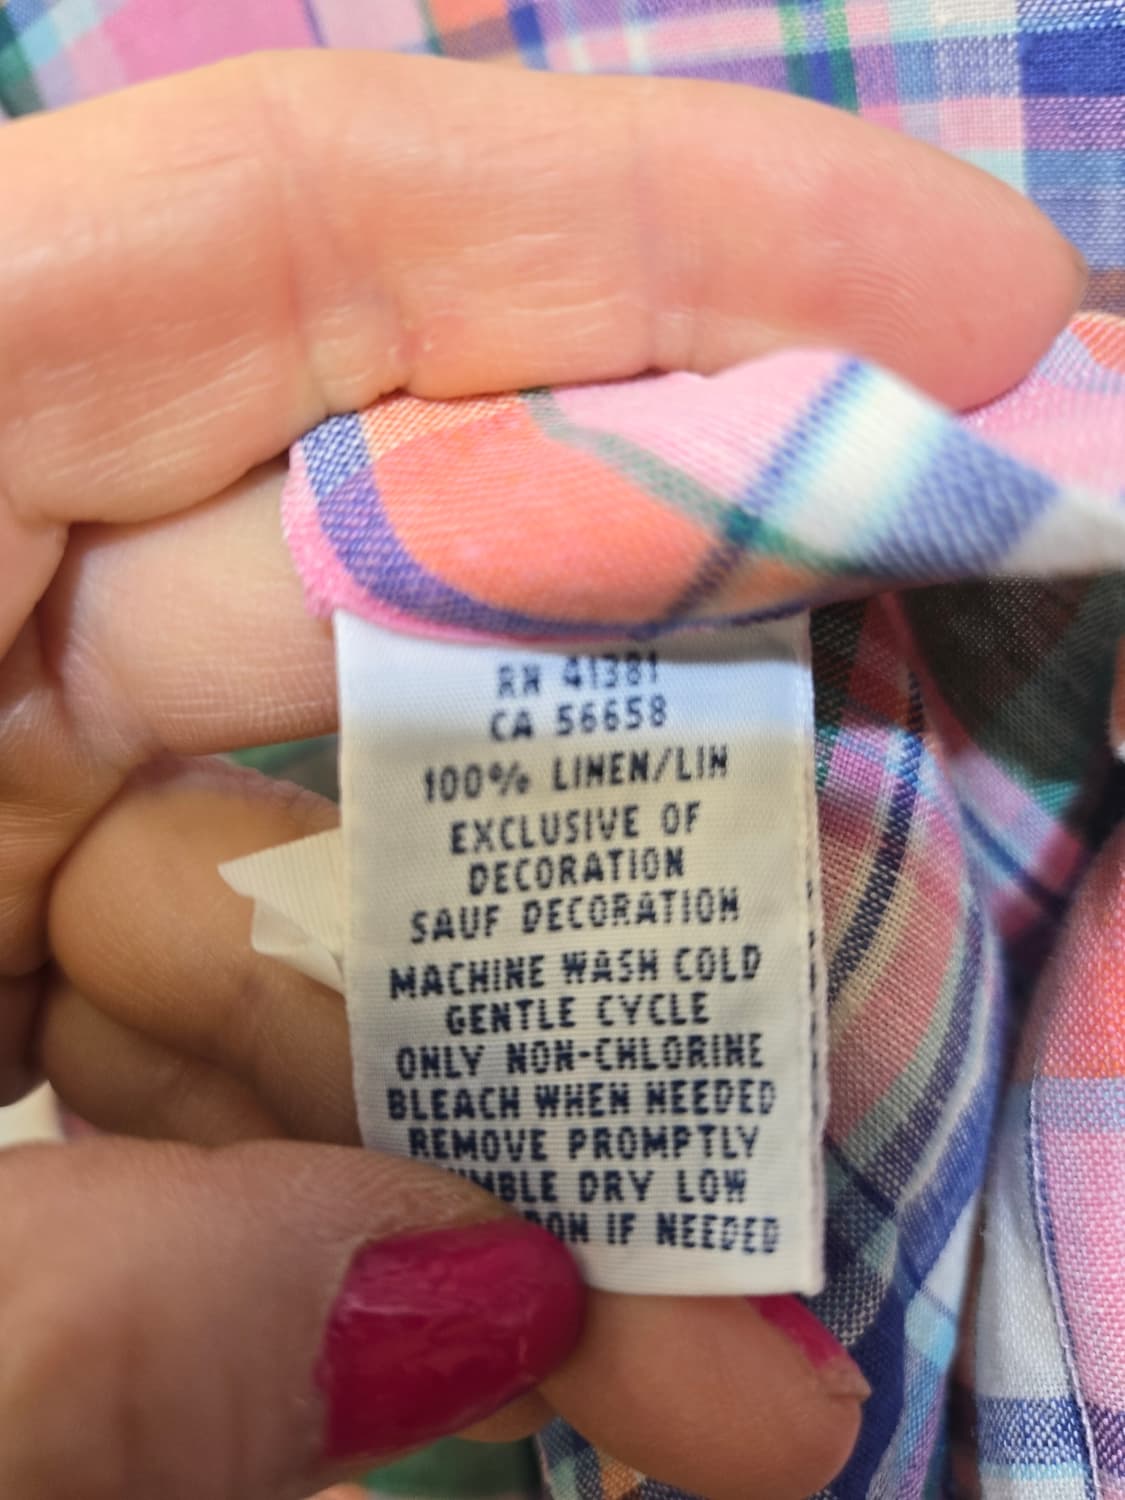 RN 41381
CA 56658
100% LINEN/LIN
EXCLUSIVE OF
DECORATION
SAUF DECORATION
MACHINE WASH COLD
GENTLE CYCLE
ONLY NON-CHLORINE
BLEACH WHEN NEEDED
REMOVE PROMPTLY
DRY LOW
IF NEEDED